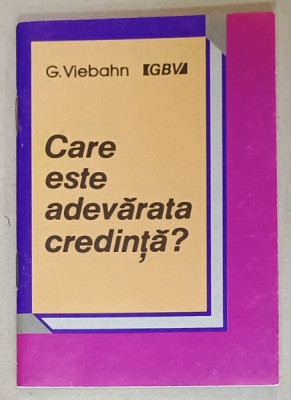 G. Viebahn GBV
Care
este
adevărata
credință?